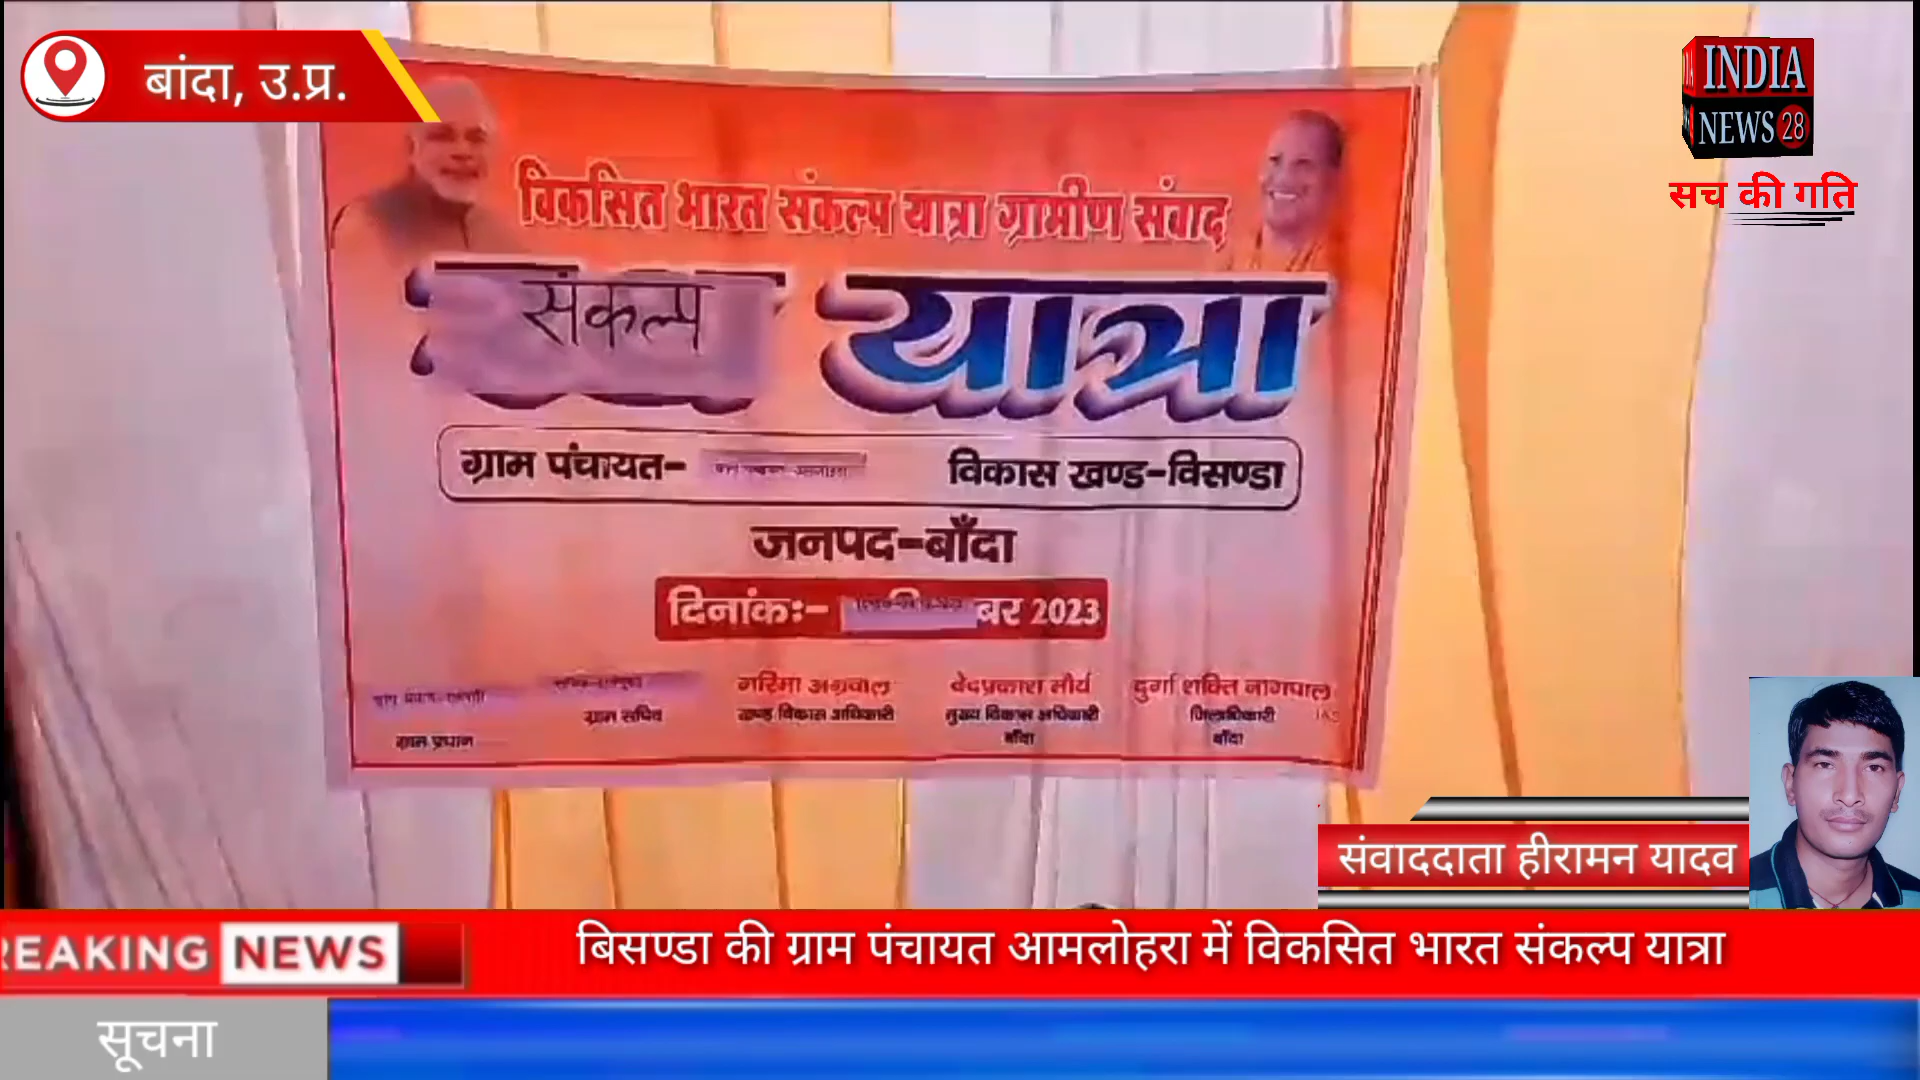 बांदा, उ.प्र.
INDIA
NEWS 28
सच की गति
विकसित भारत संकल्प यात्रा ग्रामीण संवाद
संकल्प यात्रा
ग्राम पंचायत- विकास खण्ड-विसण्डा
जनपद-बाँदा
दिनांकः- बर 2023
गरिमा अग्रवाल वेदप्रकाश मौर्य दुर्गा शक्ति नागपाल
ग्राम सचिव खण्ड विकास अधिकारी मुख्य विकास अधिकारी जिलाधिकारी IAS
ग्राम प्रधान बाँदा बाँदा
संवाददाता हीरामन यादव
REAKING NEWS
बिसण्डा की ग्राम पंचायत आमलोहरा में विकसित भारत संकल्प यात्रा
सूचना